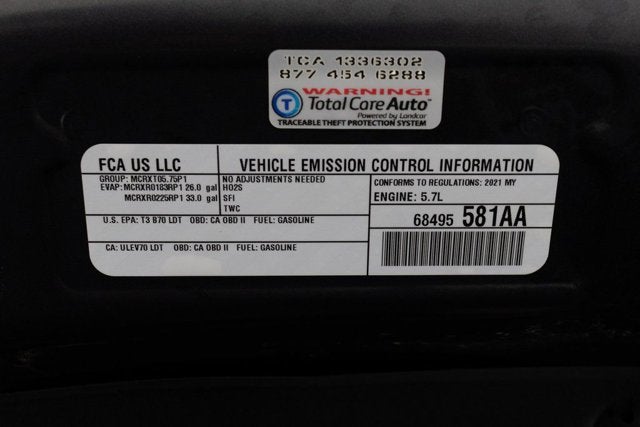 TCA 1336302
877 454 6288
WARNING!
T Total Care Auto™
Powered by Landcar
TRACEABLE THEFT PROTECTION SYSTEM
FCA US LLC
VEHICLE EMISSION CONTROL INFORMATION
GROUP: MCRXT05.75P1
EVAP: MCRXR0183RP1 26.0 gal
MCRXR0225RP1 33.0 gal
NO ADJUSTMENTS NEEDED
HO2S
SFI
TWC
CONFORMS TO REGULATIONS: 2021 MY
ENGINE: 5.7L
U.S. EPA: T3 B70 LDT OBD: CA OBD II FUEL: GASOLINE
CA: ULEV70 LDT OBD: CA OBD II FUEL: GASOLINE
68495 581AA